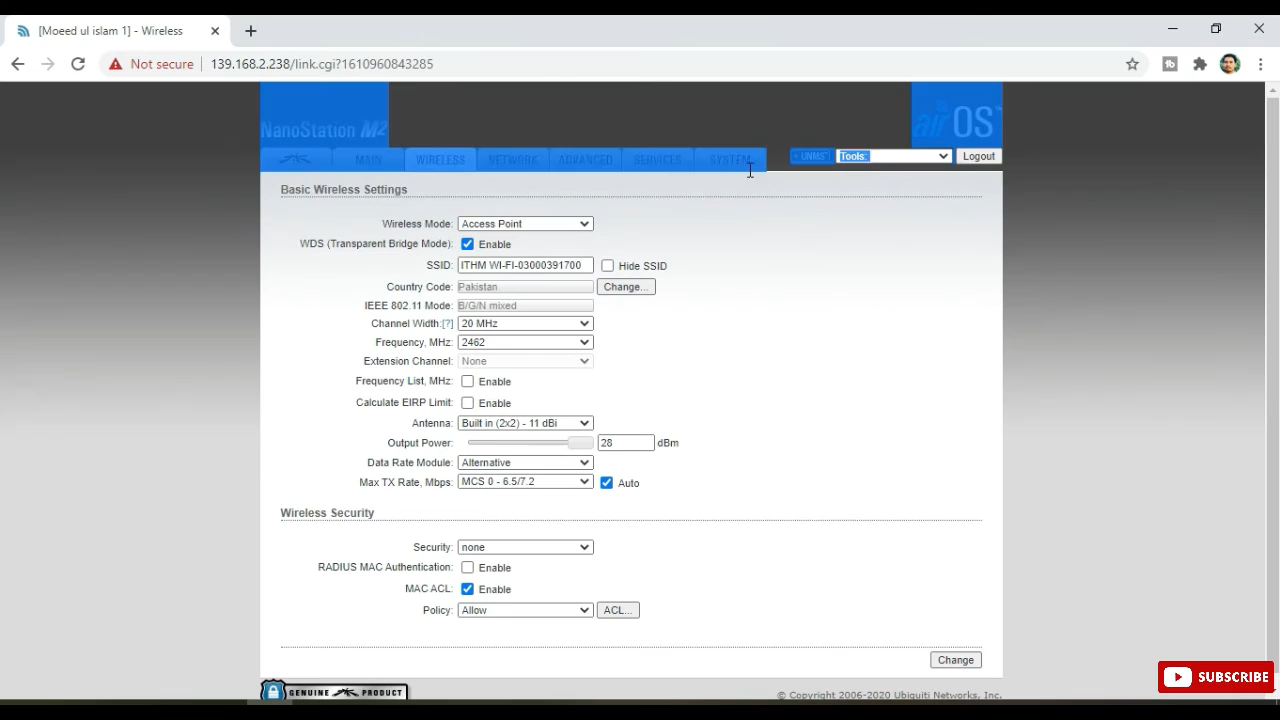 [Moeed ul islam 1] - Wireless
Not secure 139.168.2.238/link.cgi?1610960843285
NanoStation M2
airOS™
MAIN WIRELESS NETWORK ADVANCED SERVICES SYSTEM UNMS Tools: Logout
Basic Wireless Settings
Wireless Mode: Access Point
WDS (Transparent Bridge Mode): Enable
SSID: ITHM WI-FI-03000391700 Hide SSID
Country Code: Pakistan Change...
IEEE 802.11 Mode: B/G/N mixed
Channel Width:[?] 20 MHz
Frequency, MHz: 2462
Extension Channel: None
Frequency List, MHz: Enable
Calculate EIRP Limit: Enable
Antenna: Built in (2x2) - 11 dBi
Output Power: 28 dBm
Data Rate Module: Alternative
Max TX Rate, Mbps: MCS 0 - 6.5/7.2 Auto
Wireless Security
Security: none
RADIUS MAC Authentication: Enable
MAC ACL: Enable
Policy: Allow ACL...
Change
SUBSCRIBE
GENUINE PRODUCT
© Copyright 2006-2020 Ubiquiti Networks, Inc.